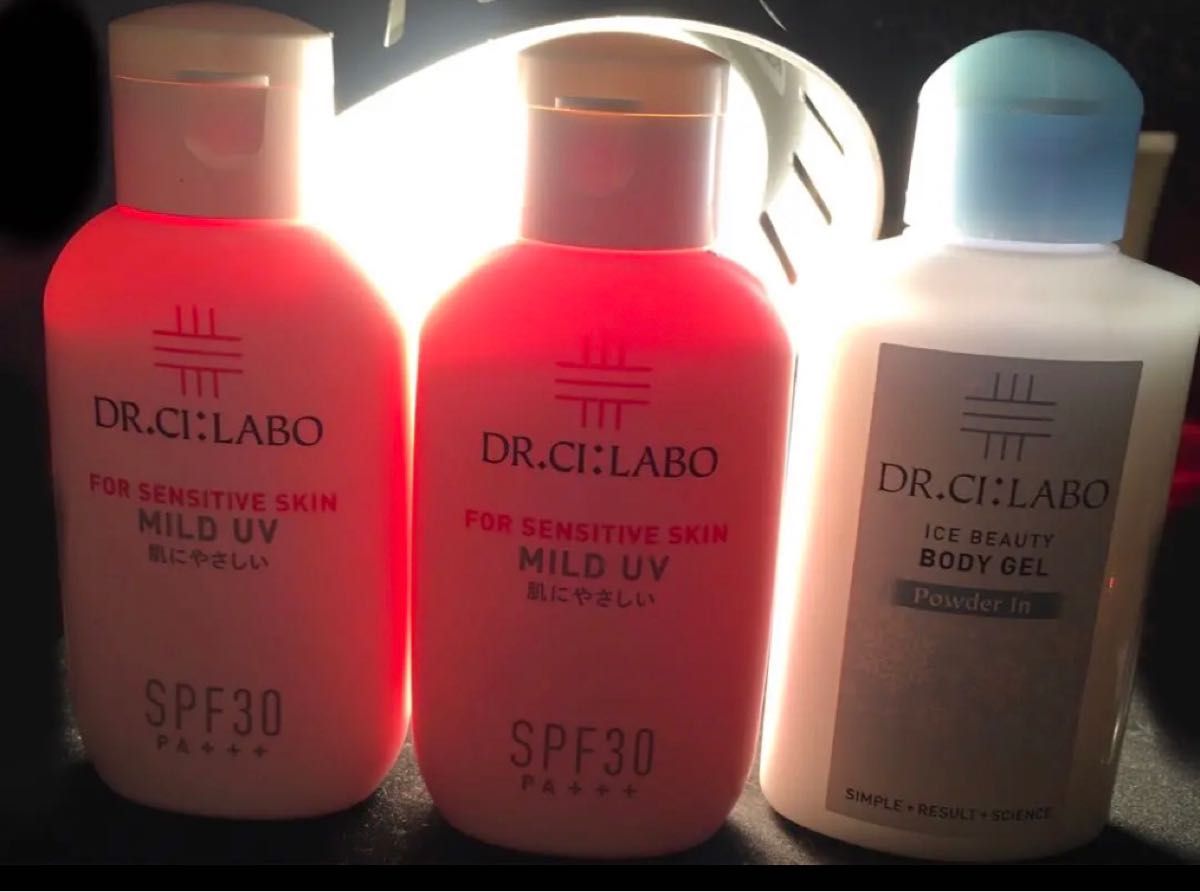 DR.CI:LABO
FOR SENSITIVE SKIN
MILD UV
肌にやさしい
SPF30
PA+++
DR.CI:LABO
FOR SENSITIVE SKIN
MILD UV
肌にやさしい
SPF30
PA+++
DR.CI:LABO
ICE BEAUTY
BODY GEL
Powder In
SIMPLE+RESULT+SCIENCE